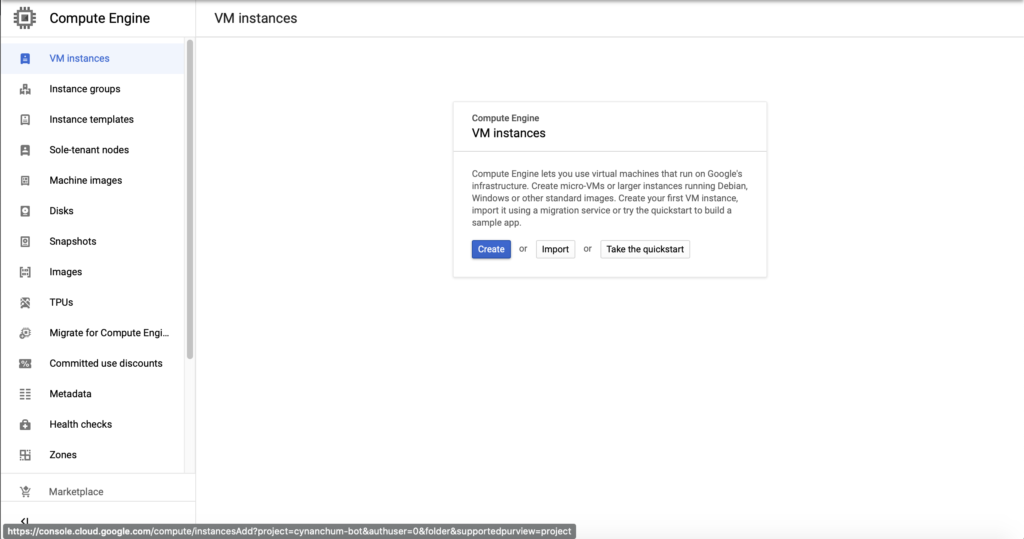 Compute Engine
VM instances
VM instances
Instance groups
Instance templates
Sole-tenant nodes
Machine images
Disks
Snapshots
Images
TPUs
Migrate for Compute Engi...
Committed use discounts
Metadata
Health checks
Zones
Marketplace
Compute Engine
VM instances
Compute Engine lets you use virtual machines that run on Google's
infrastructure. Create micro-VMs or larger instances running Debian,
Windows or other standard images. Create your first VM instance,
import it using a migration service or try the quickstart to build a
sample app.
Create or Import or Take the quickstart
https://console.cloud.google.com/compute/instancesAdd?project=cynanchum-bot&authuser=0&folder&supportedpurview=project